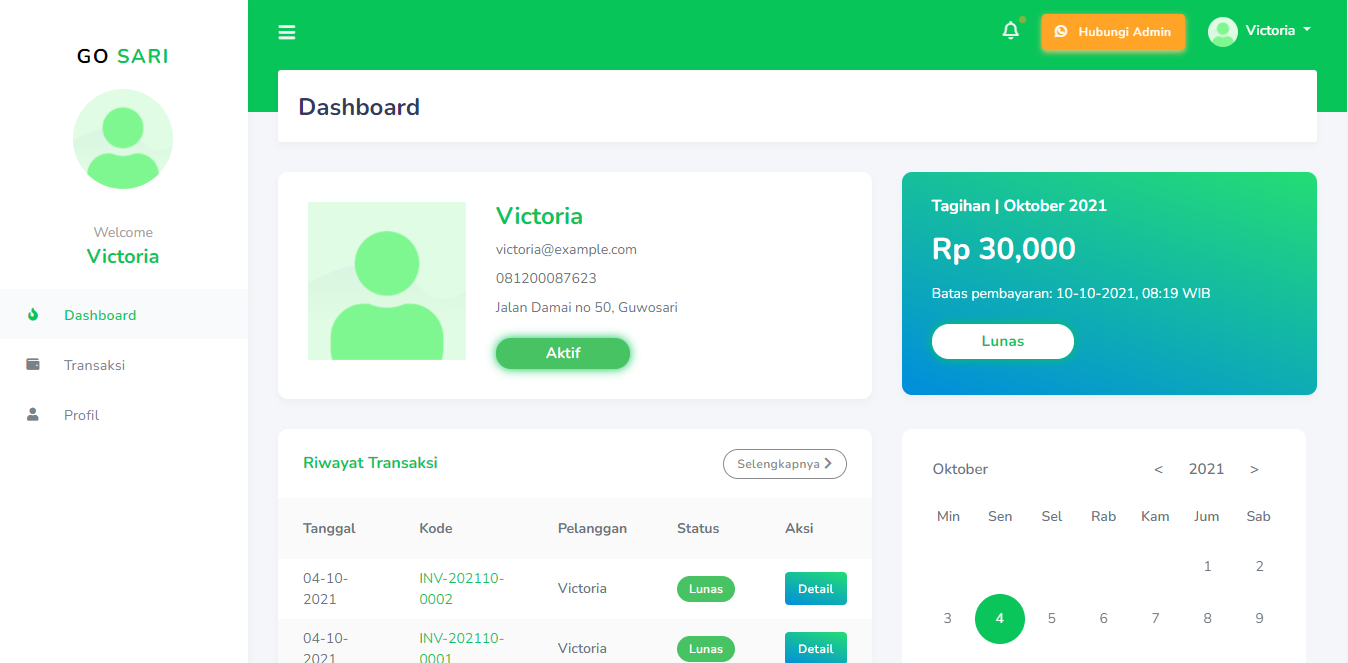 GO SARI
Welcome
Victoria
Dashboard
Transaksi
Profil
Hubungi Admin
Victoria
Dashboard
Victoria
victoria@example.com
081200087623
Jalan Damai no 50, Guwosari
Aktif
Tagihan | Oktober 2021
Rp 30,000
Batas pembayaran: 10-10-2021, 08:19 WIB
Lunas
Riwayat Transaksi
Selengkapnya >
Tanggal Kode Pelanggan Status Aksi
04-10-2021 INV-202110-0002 Victoria Lunas Detail
04-10-2021 INV-202110-0001 Victoria Lunas Detail
Oktober < 2021 >
Min Sen Sel Rab Kam Jum Sab
1 2
3 4 5 6 7 8 9